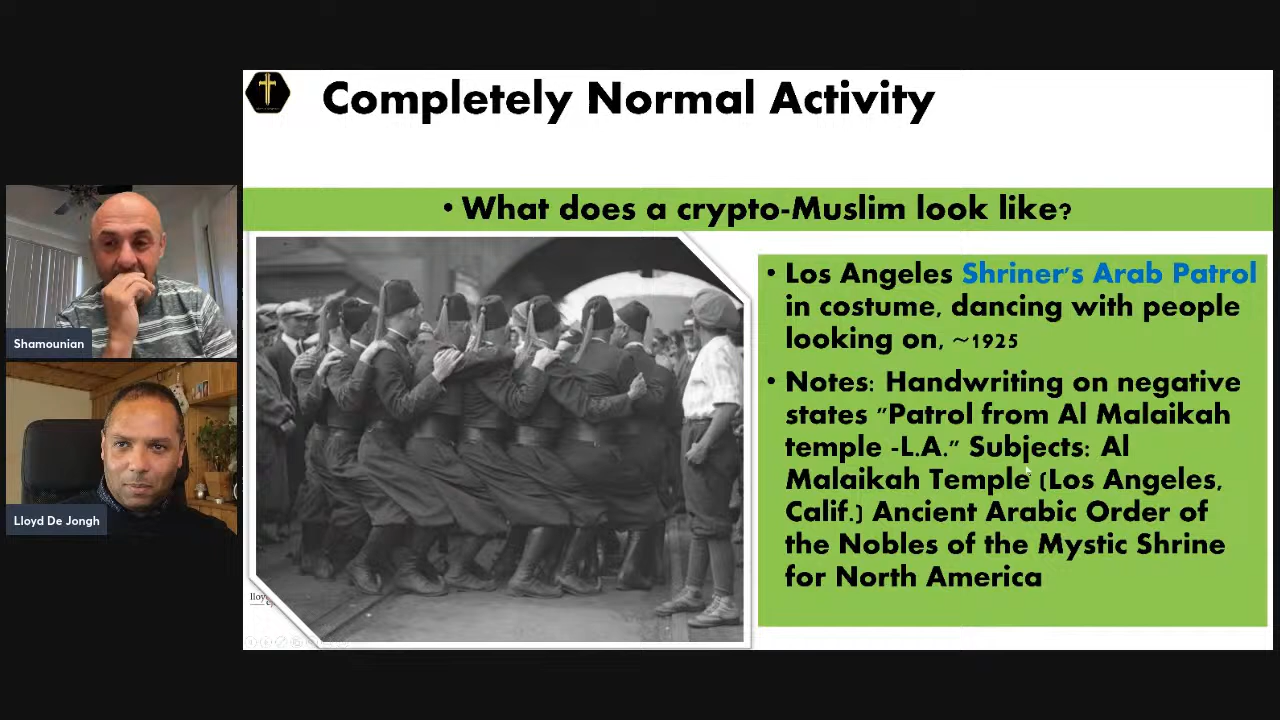 Completely Normal Activity
• What does a crypto-Muslim look like?
Shamounian
Lloyd De Jongh
• Los Angeles Shriner's Arab Patrol
in costume, dancing with people
looking on, ~1925
• Notes: Handwriting on negative
states "Patrol from Al Malaikah
temple -L.A." Subjects: Al
Malaikah Temple (Los Angeles,
Calif.) Ancient Arabic Order of
the Nobles of the Mystic Shrine
for North America